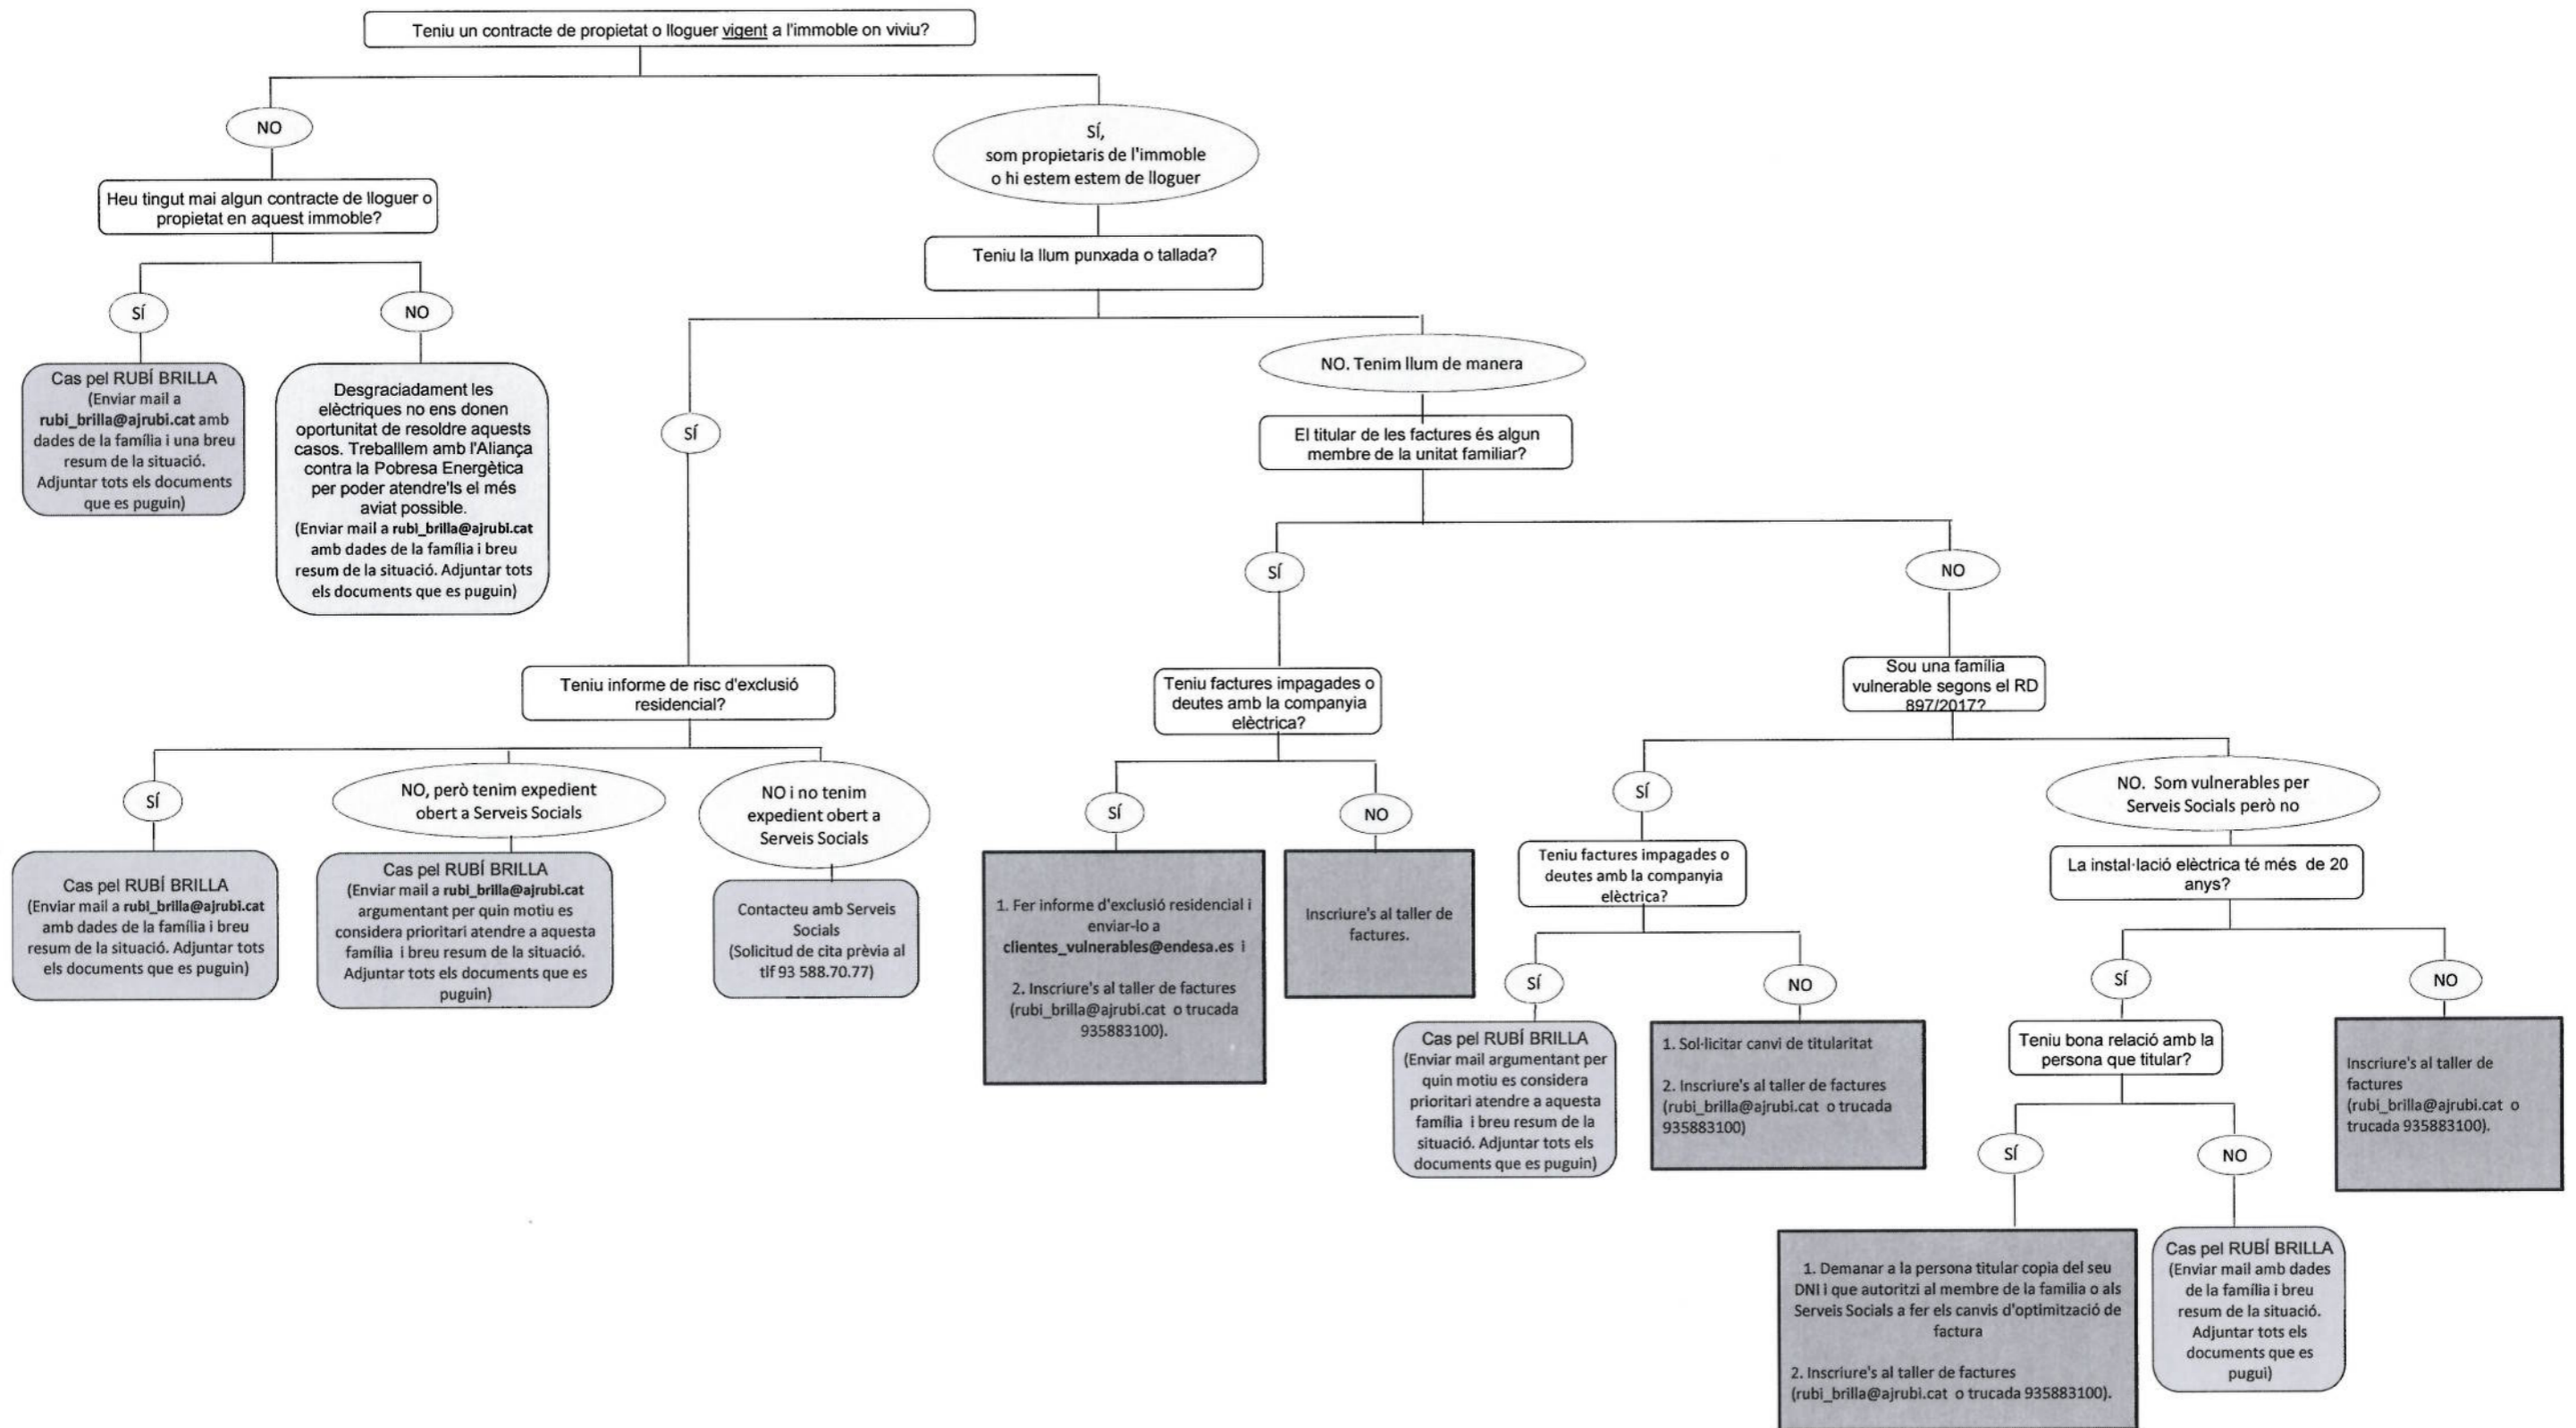 Teniu un contracte de propietat o lloguer vigent a l'immoble on viviu?
NO
SÍ,
som propietaris de l'immoble
o hi estem estem de lloguer
Heu tingut mai algun contracte de lloguer o
propietat en aquest immoble?
Teniu la llum punxada o tallada?
SÍ
NO
Cas pel RUBÍ BRILLA
(Enviar mail a
rubi_brilla@ajrubi.cat amb
dades de la família i una breu
resum de la situació.
Adjuntar tots els documents
que es puguin)
Desgraciadament les
elèctriques no ens donen
oportunitat de resoldre aquests
casos. Treballlem amb l'Aliança
contra la Pobresa Energètica
per poder atendre'ls el més
aviat possible.
(Enviar mail a rubi_brilla@ajrubi.cat
amb dades de la família i breu
resum de la situació. Adjuntar tots
els documents que es puguin)
SÍ
NO. Tenim llum de manera
El titular de les factures és algun
membre de la unitat familiar?
SÍ
NO
Teniu informe de risc d'exclusió
residencial?
Teniu factures impagades o
deutes amb la companyia
elèctrica?
Sou una família
vulnerable segons el RD
897/2017?
SÍ
NO, però tenim expedient
obert a Serveis Socials
NO i no tenim
expedient obert a
Serveis Socials
SÍ
NO
SÍ
NO. Som vulnerables per
Serveis Socials però no
Cas pel RUBÍ BRILLA
(Enviar mail a rubi_brilla@ajrubi.cat
amb dades de la família i breu
resum de la situació. Adjuntar tots
els documents que es puguin)
Cas pel RUBÍ BRILLA
(Enviar mail a rubi_brilla@ajrubi.cat
argumentant per quin motiu es
considera prioritari atendre a aquesta
família i breu resum de la situació.
Adjuntar tots els documents que es
puguin)
Contacteu amb Serveis
Socials
(Solicitud de cita prèvia al
tlf 93 588.70.77)
1. Fer informe d'exclusió residencial i
enviar-lo a
clientes_vulnerables@endesa.es i
2. Inscriure's al taller de factures
(rubi_brilla@ajrubi.cat o trucada
935883100).
Inscriure's al taller de
factures.
Teniu factures impagades o
deutes amb la companyia
elèctrica?
La instal·lació elèctrica té més de 20
anys?
SÍ
NO
SÍ
NO
Cas pel RUBÍ BRILLA
(Enviar mail argumentant per
quin motiu es considera
prioritari atendre a aquesta
família i breu resum de la
situació. Adjuntar tots els
documents que es puguin)
1. Sol·licitar canvi de titularitat
2. Inscriure's al taller de factures
(rubi_brilla@ajrubi.cat o trucada
935883100)
Teniu bona relació amb la
persona que titular?
Inscriure's al taller de
factures
(rubi_brilla@ajrubi.cat o
trucada 935883100).
SÍ
NO
1. Demanar a la persona titular copia del seu
DNI i que autoritzi al membre de la familia o als
Serveis Socials a fer els canvis d'optimització de
factura
2. Inscriure's al taller de factures
(rubi_brilla@ajrubi.cat o trucada 935883100).
Cas pel RUBÍ BRILLA
(Enviar mail amb dades
de la família i breu
resum de la situació.
Adjuntar tots els
documents que es
pugui)